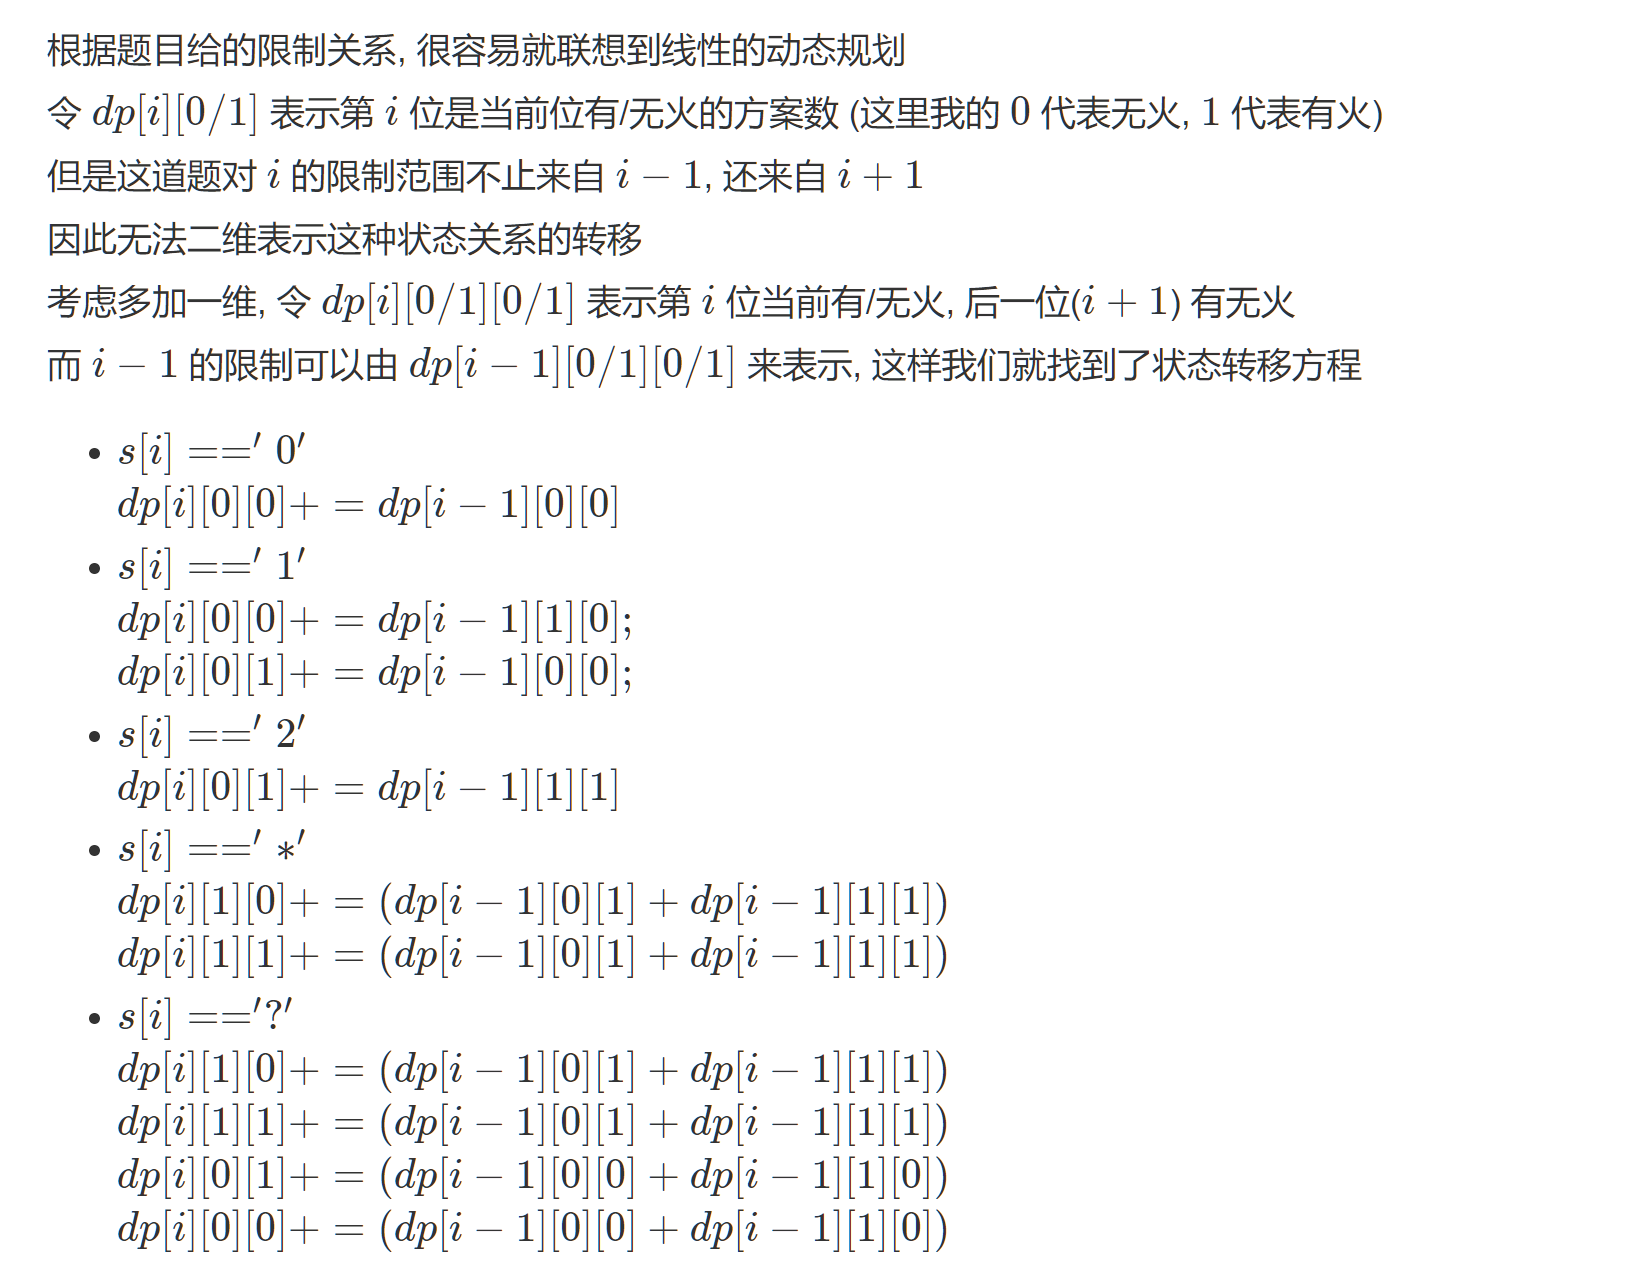 根据题目给的限制关系, 很容易就联想到线性的动态规划
令 dp[i][0/1] 表示第 i 位是当前位有/无火的方案数 (这里我的 0 代表无火, 1 代表有火)
但是这道题对 i 的限制范围不止来自 i − 1, 还来自 i + 1
因此无法二维表示这种状态关系的转移
考虑多加一维, 令 dp[i][0/1][0/1] 表示第 i 位当前有/无火, 后一位(i + 1) 有无火
而 i − 1 的限制可以由 dp[i − 1][0/1][0/1] 来表示, 这样我们就找到了状态转移方程
• s[i] ==′ 0′
dp[i][0][0]+ = dp[i − 1][0][0]
• s[i] ==′ 1′
dp[i][0][0]+ = dp[i − 1][1][0];
dp[i][0][1]+ = dp[i − 1][0][0];
• s[i] ==′ 2′
dp[i][0][1]+ = dp[i − 1][1][1]
• s[i] ==′ ∗′
dp[i][1][0]+ = (dp[i − 1][0][1] + dp[i − 1][1][1])
dp[i][1][1]+ = (dp[i − 1][0][1] + dp[i − 1][1][1])
• s[i] ==′?′
dp[i][1][0]+ = (dp[i − 1][0][1] + dp[i − 1][1][1])
dp[i][1][1]+ = (dp[i − 1][0][1] + dp[i − 1][1][1])
dp[i][0][1]+ = (dp[i − 1][0][0] + dp[i − 1][1][0])
dp[i][0][0]+ = (dp[i − 1][0][0] + dp[i − 1][1][0])